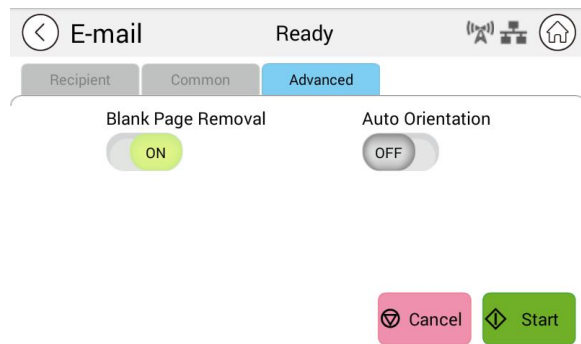 E-mail Ready
Recipient Common Advanced
Blank Page Removal Auto Orientation
ON OFF
Cancel Start